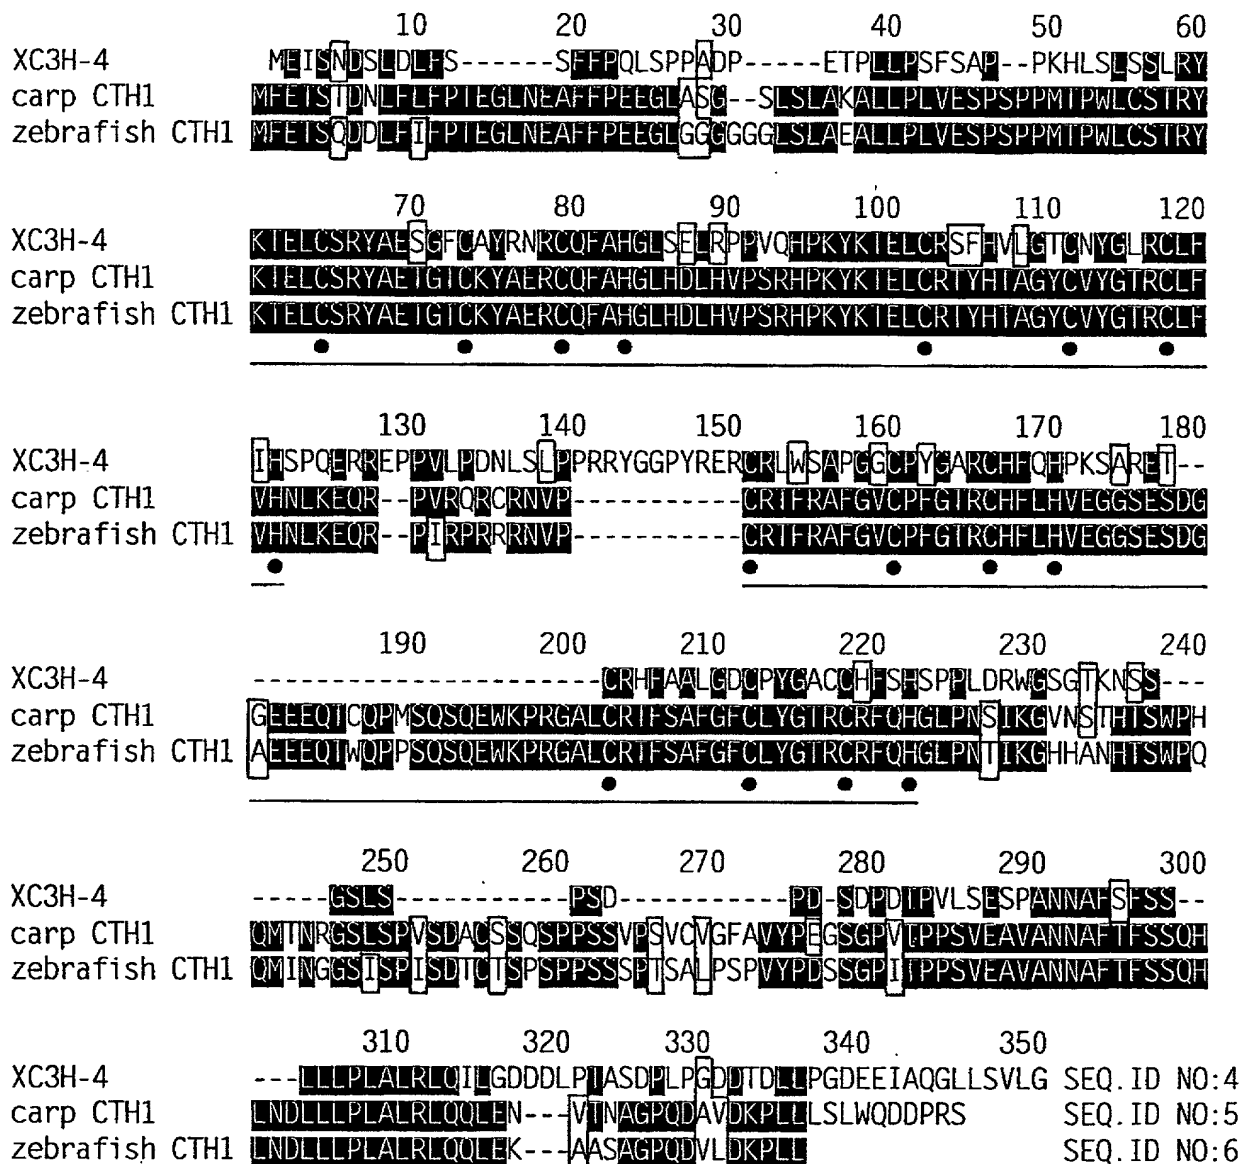 10 20 30 40 50 60
XC3H-4 MEISNDSLDLFS------SFFPQLSPPADP-----ETPLLPSFSAP--PKHLSLSSLRY
carp CTH1 MFETSTDNLFLFPTEGLNEAFFPEEGLASG--SLSLAKALLPLVESPSPPMTPWLCSTRY
zebrafish CTH1 MFETSQDDLFIFPTEGLNEAFFPEEGLGGGGGGLSLAEALLPLVESPSPPMTPWLCSTRY
70 80 90 100 110 120
XC3H-4 KTELCSRYAESGFCAYRNRCQFAHGLSELRPPVQHPKYKTELCRSFHVLGTCNYGLRCLF
carp CTH1 KTELCSRYAETGTCKYAERCQFAHGLHDLHVPSRHPKYKTELCRTYHTAGYCVYGTRCLF
zebrafish CTH1 KTELCSRYAETGTCKYAERCQFAHGLHDLHVPSRHPKYKTELCRTYHTAGYCVYGTRCLF
130 140 150 160 170 180
XC3H-4 IHSPQERREPPVLPDNLSLPPRRYGGPYRERCRLWSAPGGCPYGARCHFQHPKSARET--
carp CTH1 VHNLKEQR--PVRQRCRNVP-----------CRTFRAFGVCPFGTRCHFLHVEGGSESDG
zebrafish CTH1 VHNLKEQR--PIRPRRRNVP-----------CRTFRAFGVCPFGTRCHFLHVEGGSESDG
190 200 210 220 230 240
XC3H-4 ----------------------CRHFAALGDCPYGACCHFSHSPPLDRWGSGTKNSS---
carp CTH1 GEEEQTCQPMSQSQEWKPRGALCRTFSAFGFCLYGTRCRFQHGLPNSIKGVNSTHTSWPH
zebrafish CTH1 AEEEQTWQPPSQSQEWKPRGALCRTFSAFGFCLYGTRCRFQHGLPNTIKGHHANHTSWPQ
250 260 270 280 290 300
XC3H-4 -----GSLS-----------PSD-----------PD-SDPDTPVLSESPANNAFSFSS--
carp CTH1 QMTNRGSLSPVSDACSSQSPPSSVPSVCVGFAVYPEGSGPVTPPSVEAVANNAFTFSSQH
zebrafish CTH1 QMINGGSISPISDTCTSPSPPSSSPTSALPSPVYPDSSGPITPPSVEAVANNAFTFSSQH
310 320 330 340 350
XC3H-4 ---LLLPLALRLQILGDDDLPIASDPLPGDDTDLLPGDEEIAQGLLSVLG SEQ.ID NO:4
carp CTH1 LNDLLLPLALRLQQLEN---VTNAGPQDAVDKPLLLSLWQDDPRS SEQ.ID NO:5
zebrafish CTH1 LNDLLLPLALRLQQLEK---AASAGPQDVLDKPLL SEQ.ID NO:6